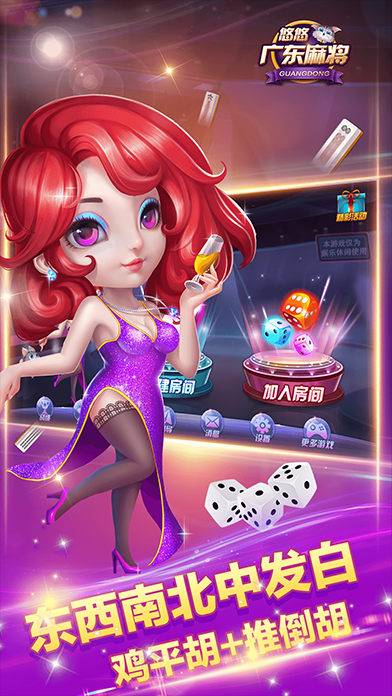 悠悠
广东麻将
GUANGDONG
精彩活动
本游戏仅为
娱乐休闲使用
建房间
加入房间
消息
设置
更多游戏
东西南北中发白
鸡平胡+推倒胡